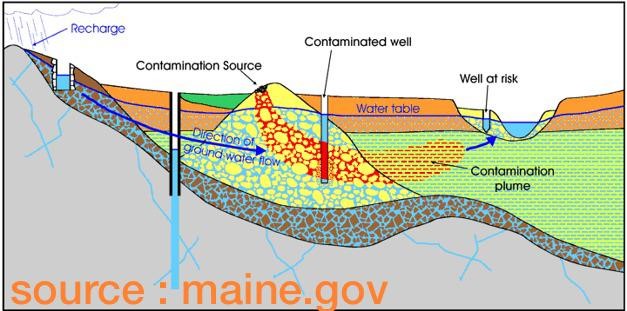 Recharge
Contaminated well
Contamination Source
Well at risk
Water table
Direction of
ground water flow
Contamination
plume
source : maine.gov